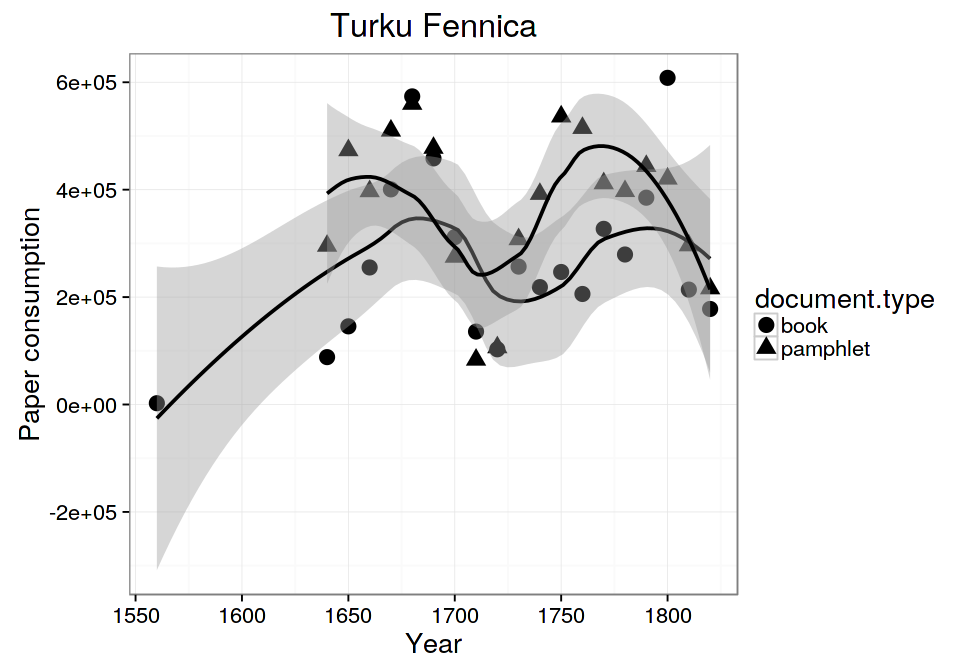 Turku Fennica
6e+05
4e+05
2e+05
0e+00
-2e+05
Paper consumption
1550 1600 1650 1700 1750 1800
Year
document.type
book
pamphlet